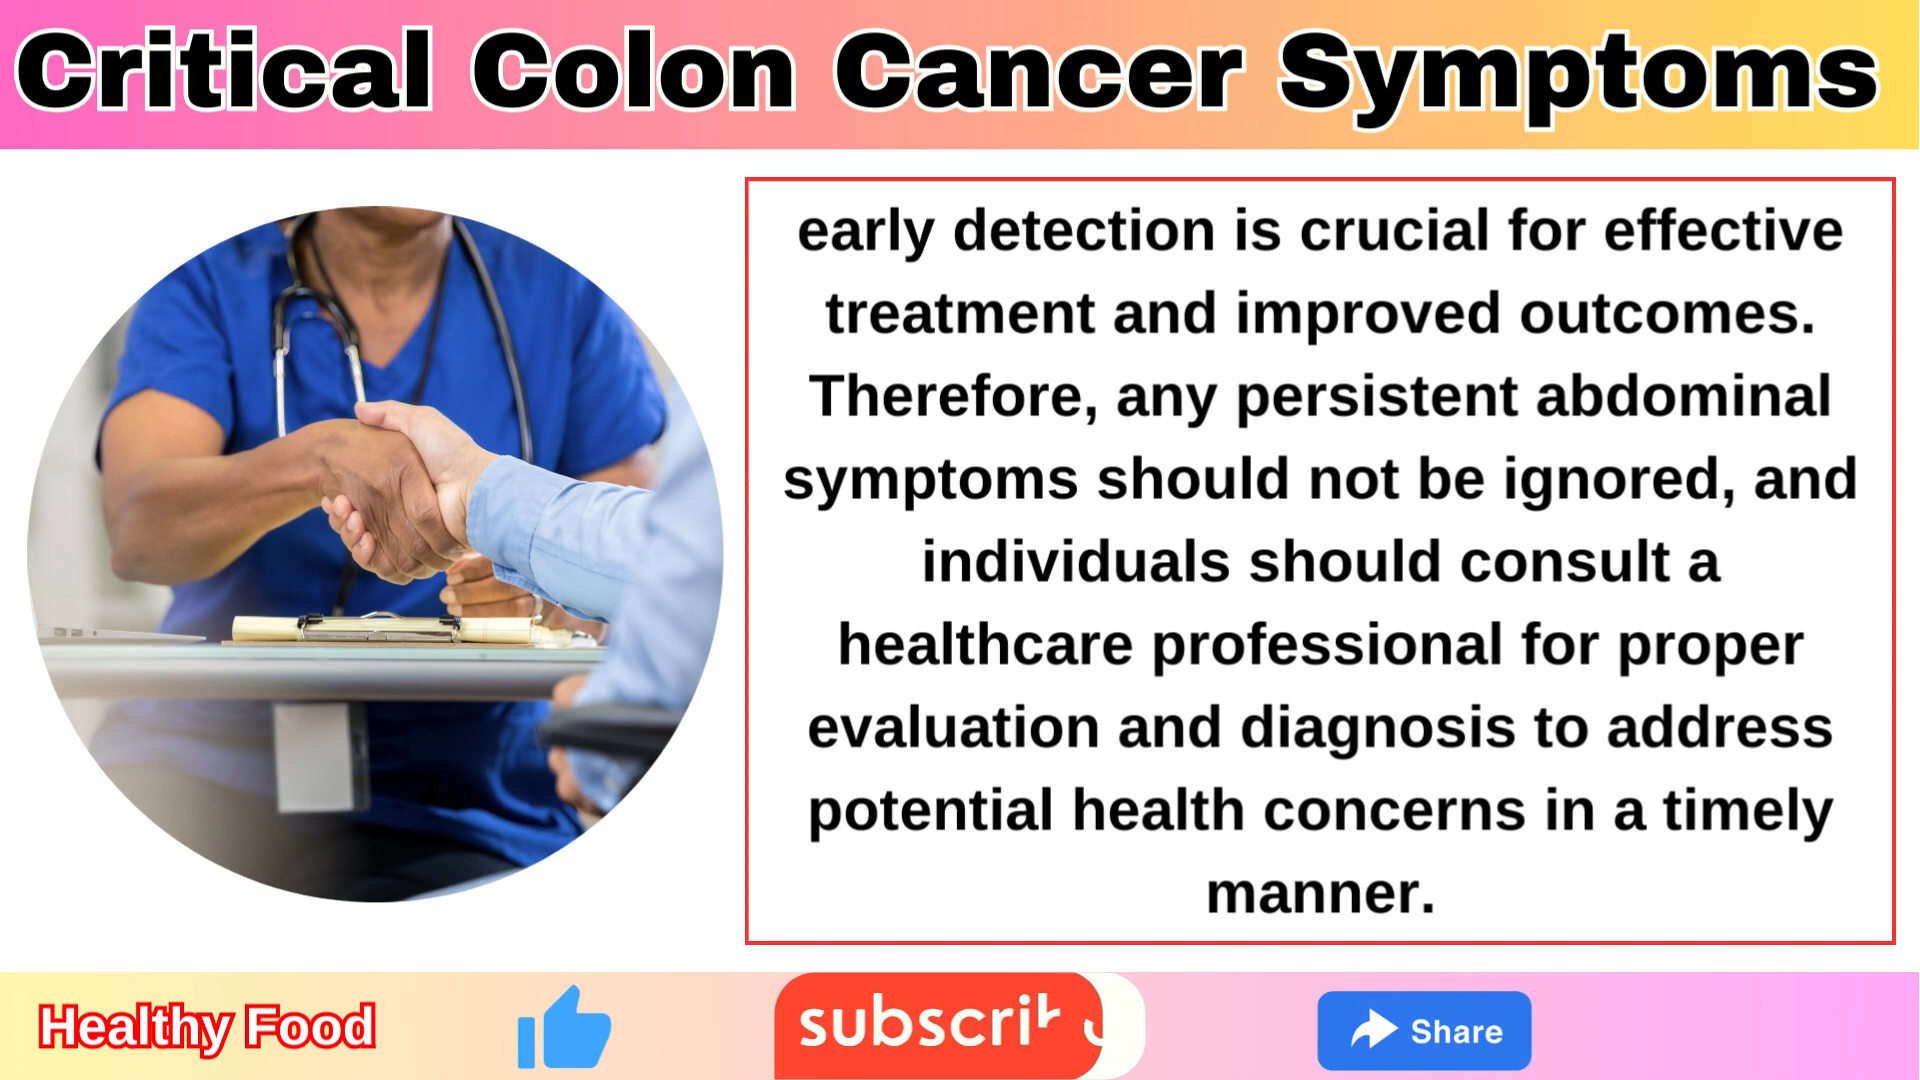 Critical Colon Cancer Symptoms
early detection is crucial for effective
treatment and improved outcomes.
Therefore, any persistent abdominal
symptoms should not be ignored, and
individuals should consult a
healthcare professional for proper
evaluation and diagnosis to address
potential health concerns in a timely
manner.
Healthy Food
Share